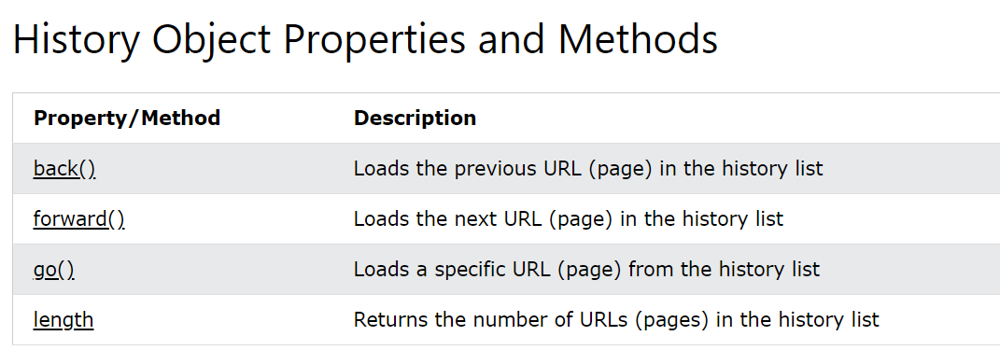 History Object Properties and Methods
Property/Method Description
back() Loads the previous URL (page) in the history list
forward() Loads the next URL (page) in the history list
go() Loads a specific URL (page) from the history list
length Returns the number of URLs (pages) in the history list